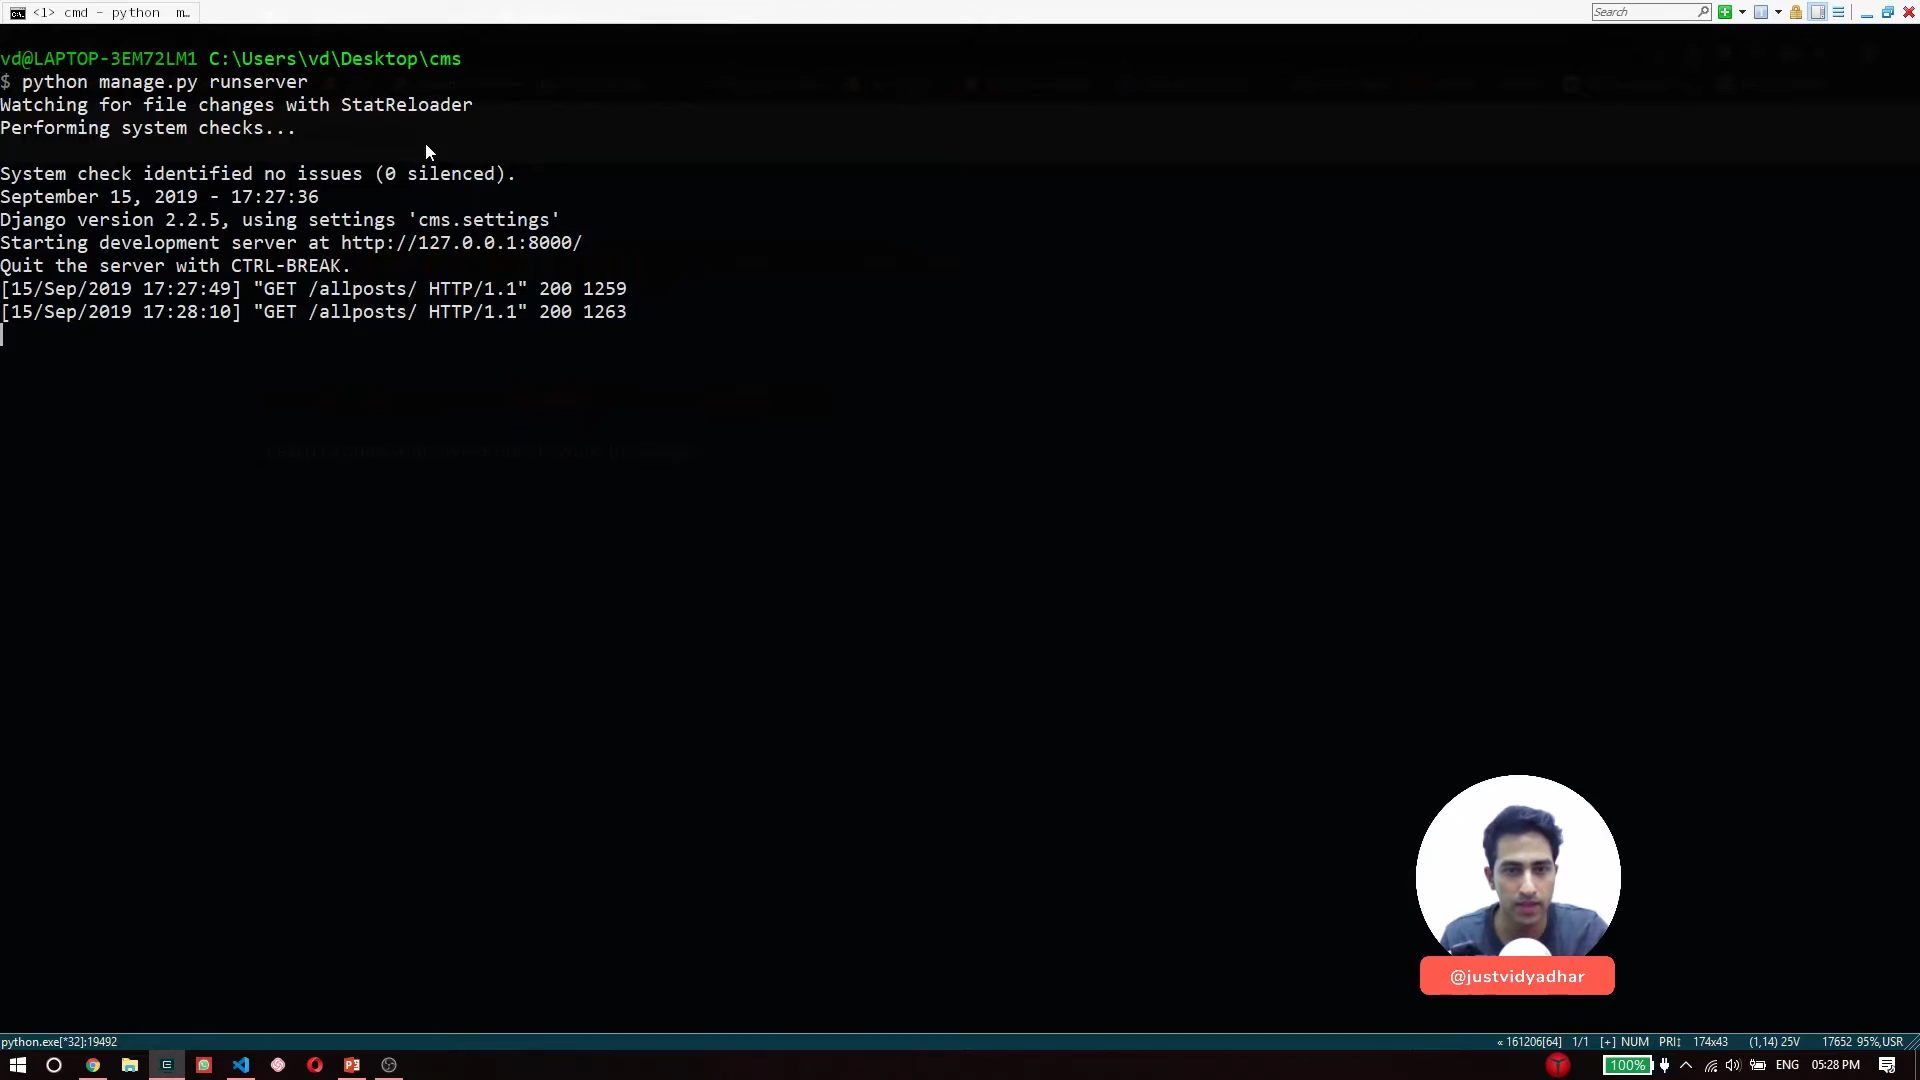 <1> cmd - python m…
Search
vd@LAPTOP-3EM72LM1 C:\Users\vd\Desktop\cms
$ python manage.py runserver
Watching for file changes with StatReloader
Performing system checks...
System check identified no issues (0 silenced).
September 15, 2019 - 17:27:36
Django version 2.2.5, using settings 'cms.settings'
Starting development server at http://127.0.0.1:8000/
Quit the server with CTRL-BREAK.
[15/Sep/2019 17:27:49] "GET /allposts/ HTTP/1.1" 200 1259
[15/Sep/2019 17:28:10] "GET /allposts/ HTTP/1.1" 200 1263
@justvidyadhar
python.exe[*32]:19492
« 161206[64] 1/1 [+] NUM PRI↕ 174x43 (1,14) 25V 17652 95%,USR
100% ENG 05:28 PM